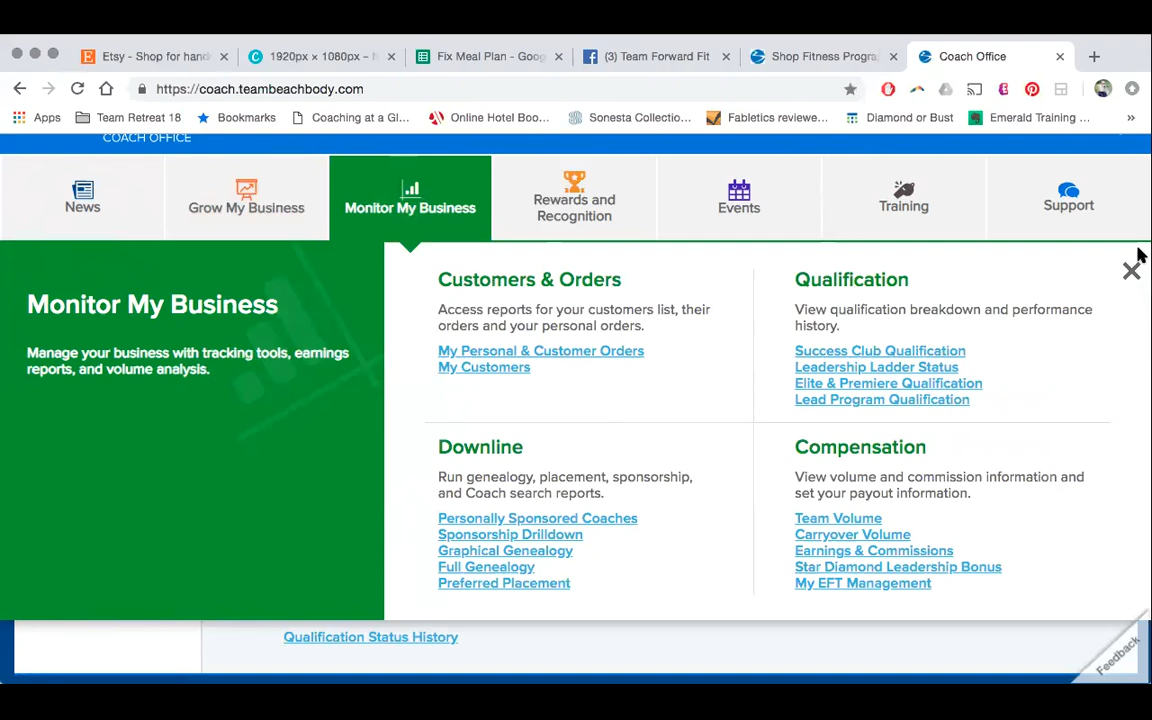 Etsy - Shop for hand
1920px × 1080px –
Fix Meal Plan - Goog
(3) Team Forward Fit
Shop Fitness Progra
Coach Office
https://coach.teambeachbody.com
Apps
Team Retreat 18
Bookmarks
Coaching at a Gl...
Online Hotel Boo...
Sonesta Collectio...
Fabletics reviewe...
Diamond or Bust
Emerald Training ...
COACH OFFICE
News
Grow My Business
Monitor My Business
Rewards and
Recognition
Events
Training
Support
Monitor My Business
Manage your business with tracking tools, earnings
reports, and volume analysis.
Customers & Orders
Access reports for your customers list, their
orders and your personal orders.
My Personal & Customer Orders
My Customers
Qualification
View qualification breakdown and performance
history.
Success Club Qualification
Leadership Ladder Status
Elite & Premiere Qualification
Lead Program Qualification
Downline
Run genealogy, placement, sponsorship,
and Coach search reports.
Personally Sponsored Coaches
Sponsorship Drilldown
Graphical Genealogy
Full Genealogy
Preferred Placement
Compensation
View volume and commission information and
set your payout information.
Team Volume
Carryover Volume
Earnings & Commissions
Star Diamond Leadership Bonus
My EFT Management
Qualification Status History
Feedback